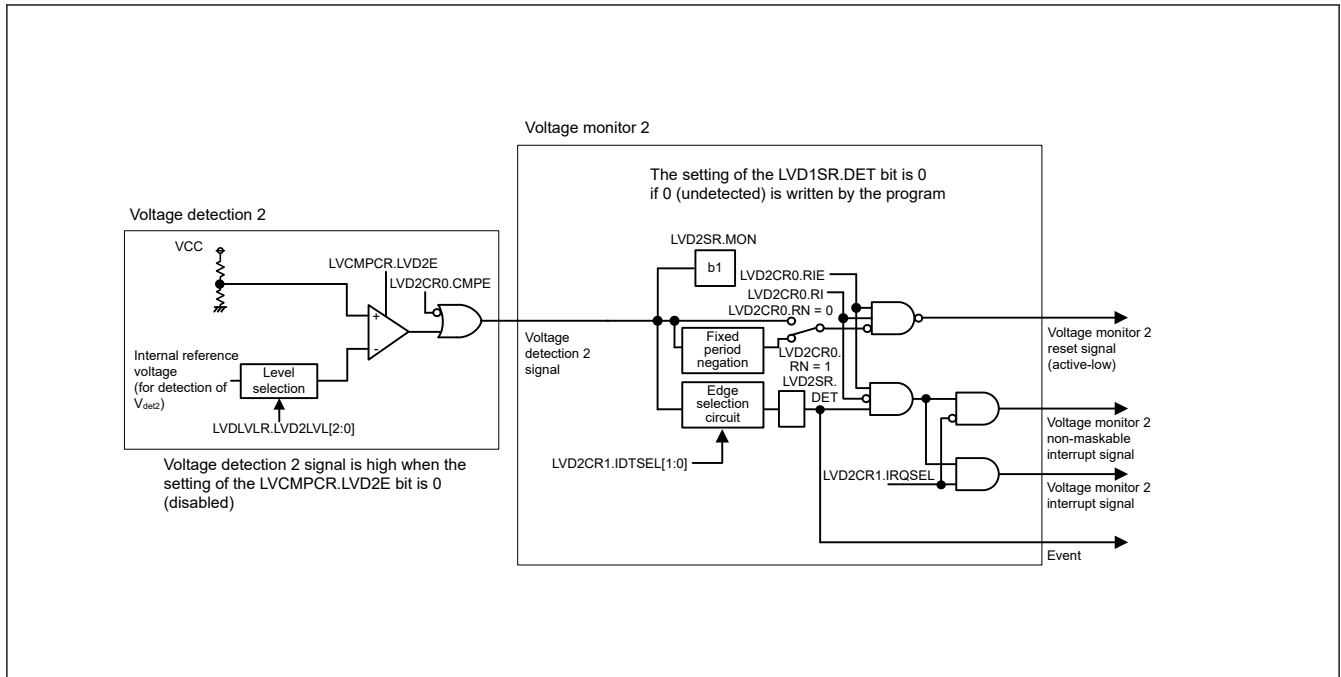 Voltage monitor 2
The setting of the LVD1SR.DET bit is 0
if 0 (undetected) is written by the program
Voltage detection 2
VCC
LVCMPCR.LVD2E
LVD2CR0.CMPE
+
-
Internal reference
voltage
(for detection of
Vdet2)
Level
selection
LVDLVLR.LVD2LVL[2:0]
Voltage detection 2 signal is high when the
setting of the LVCMPCR.LVD2E bit is 0
(disabled)
Voltage
detection 2
signal
LVD2SR.MON
b1
LVD2CR0.RIE
LVD2CR0.RI
LVD2CR0.RN = 0
Fixed
period
negation
LVD2CR0.
RN = 1
LVD2SR.
DET
Edge
selection
circuit
LVD2CR1.IDTSEL[1:0]
LVD2CR1.IRQSEL
Voltage monitor 2
reset signal
(active-low)
Voltage monitor 2
non-maskable
interrupt signal
Voltage monitor 2
interrupt signal
Event